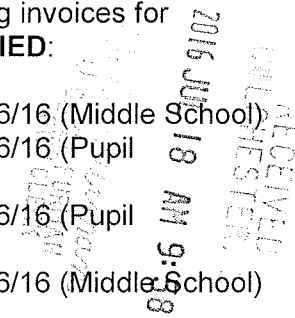 g invoices for
IED:
6/16 (Middle School)
6/16 (Pupil
6/16 (Pupil
6/16 (Middle School)
2016 JUL 18 AM 9:58
RECEIVED